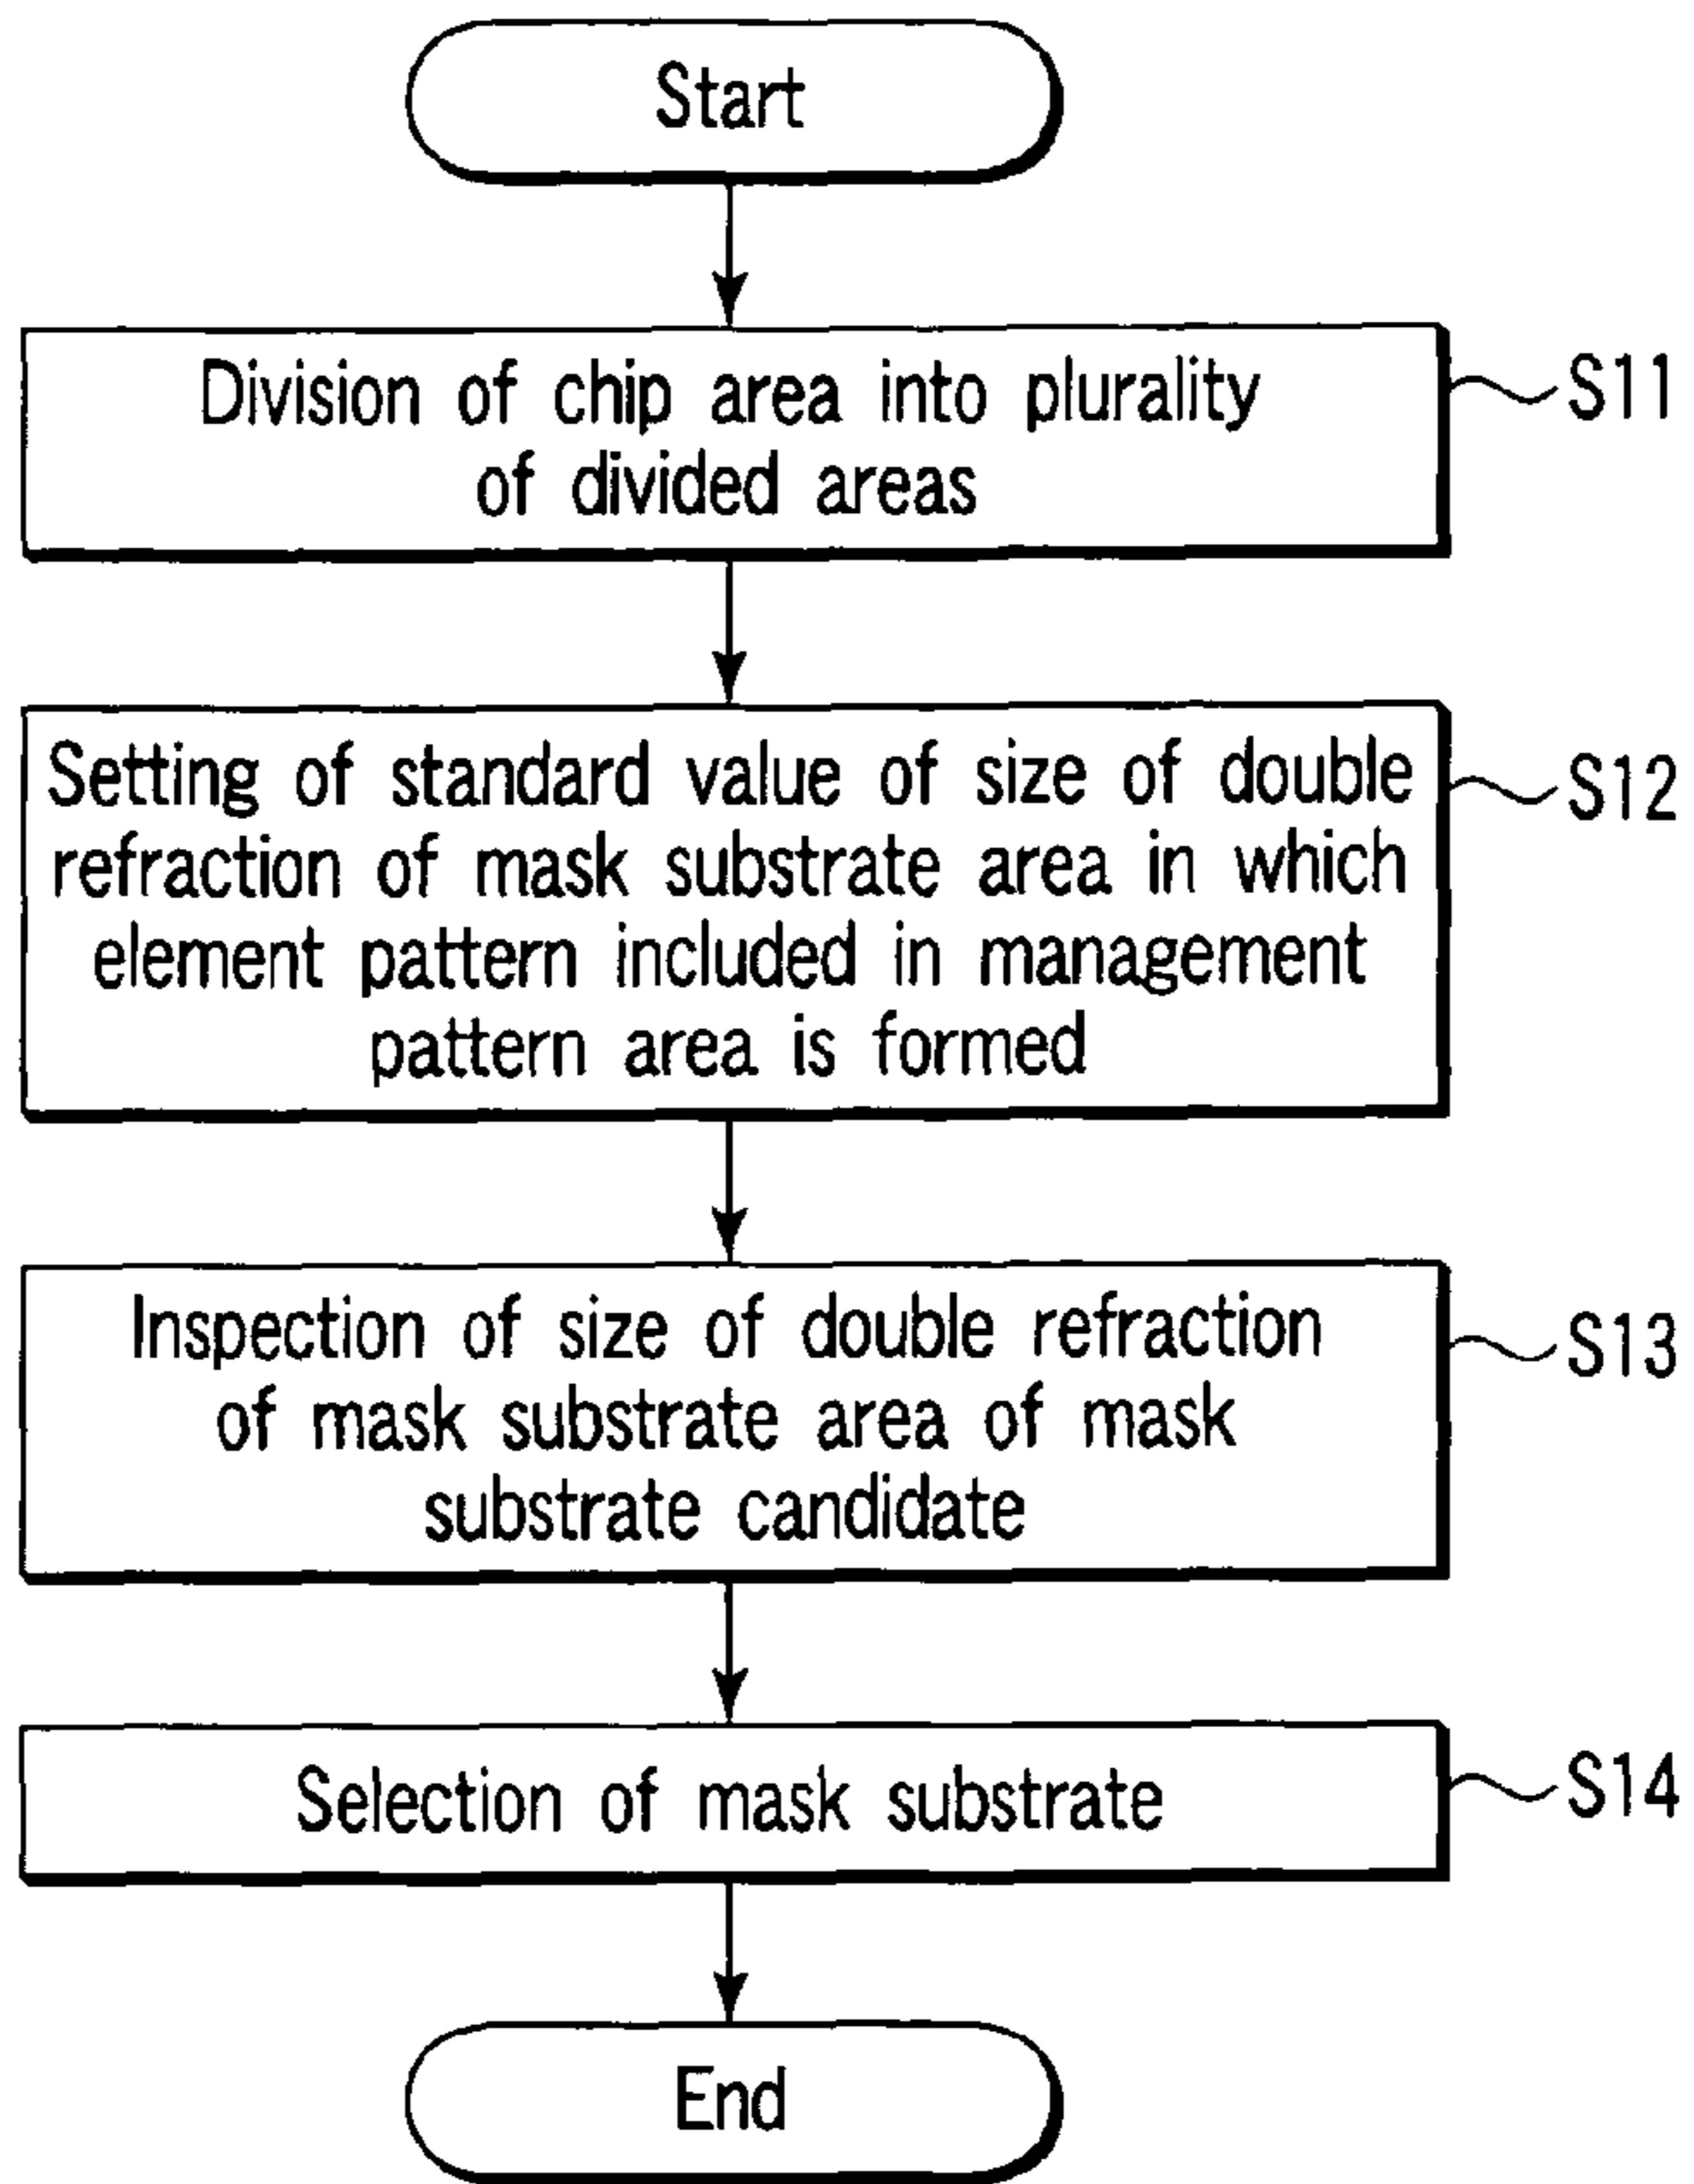 Start
Division of chip area into plurality
of divided areas
S11
Setting of standard value of size of double
refraction of mask substrate area in which
element pattern included in management
pattern area is formed
S12
Inspection of size of double refraction
of mask substrate area of mask
substrate candidate
S13
Selection of mask substrate
S14
End